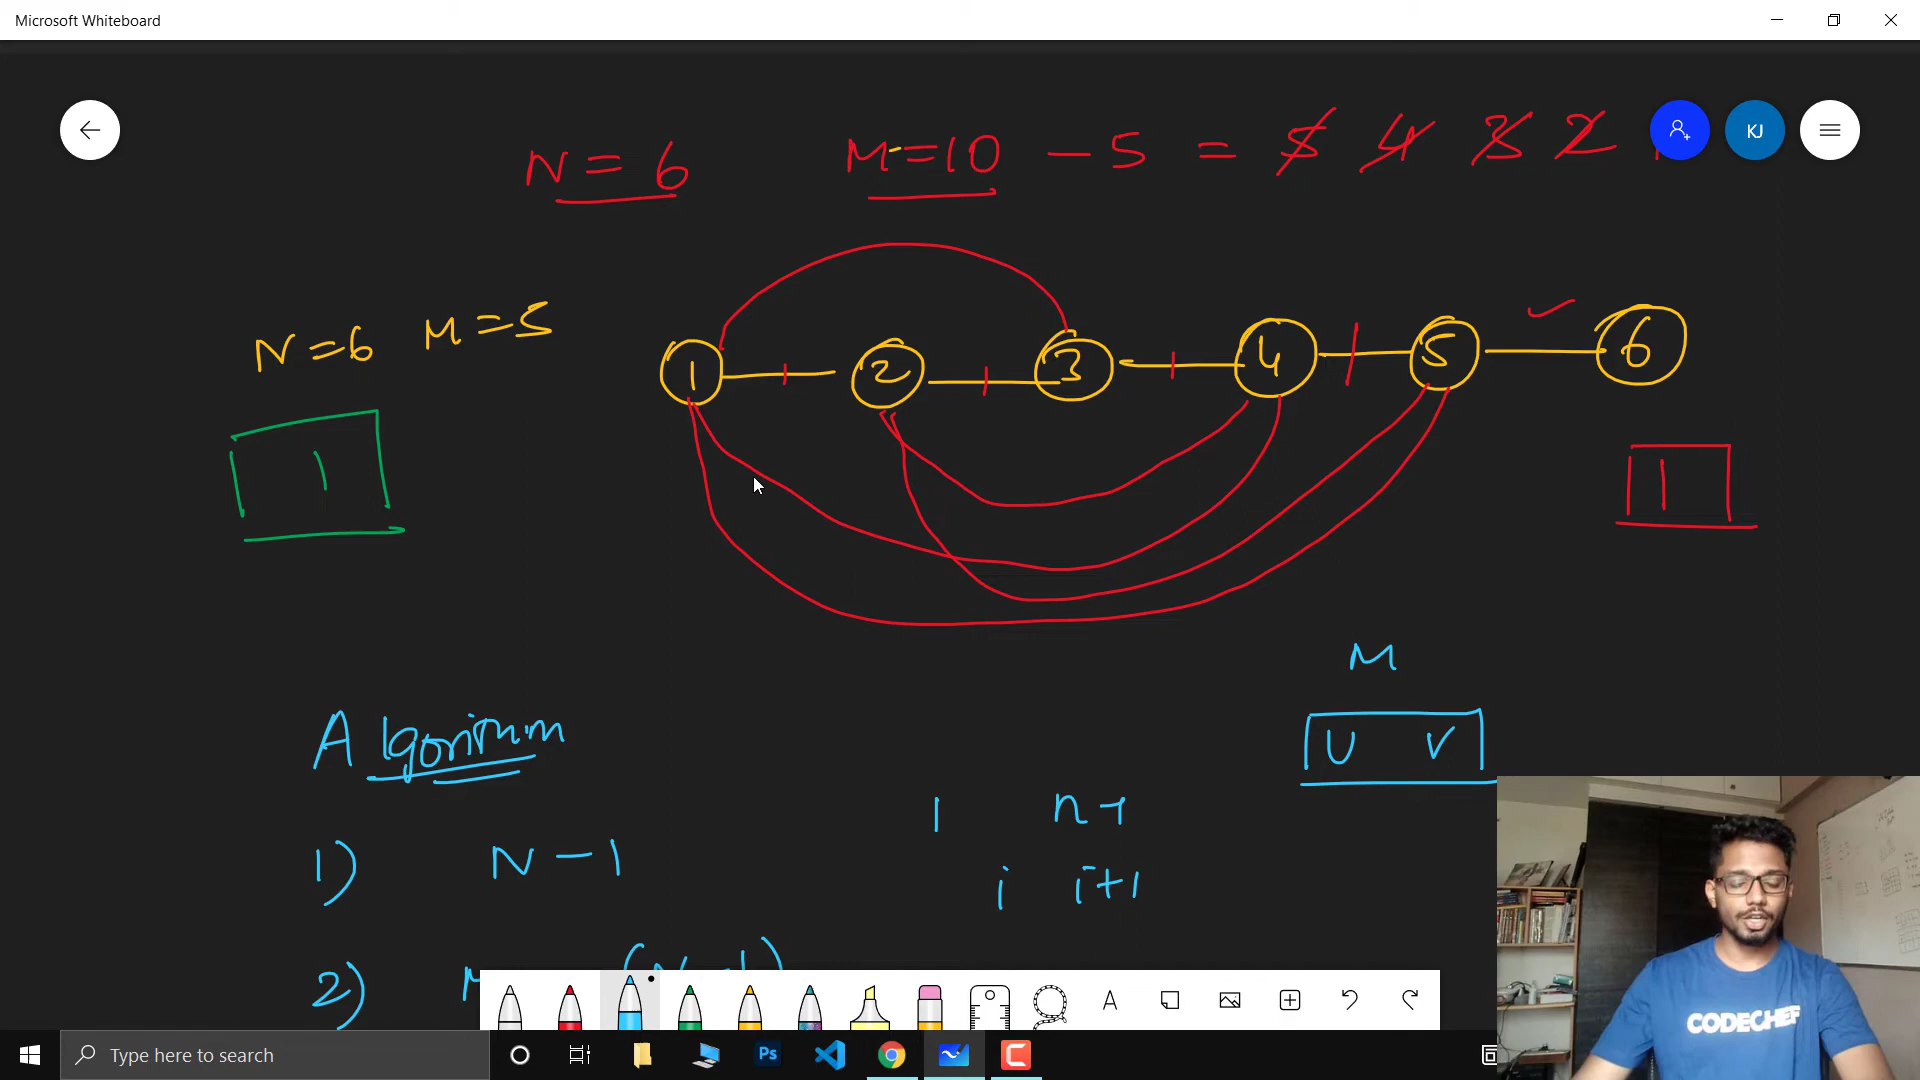 Microsoft Whiteboard
N = 6 M = 10 - 5 = 5 4 3 2
KJ
N = 6 M = 5
1 2 3 4 5 6
1
1
M
U V
Algorithm
1 n-1
1) N - 1
i i+1
2)
CODECHEF
Type here to search
Ps